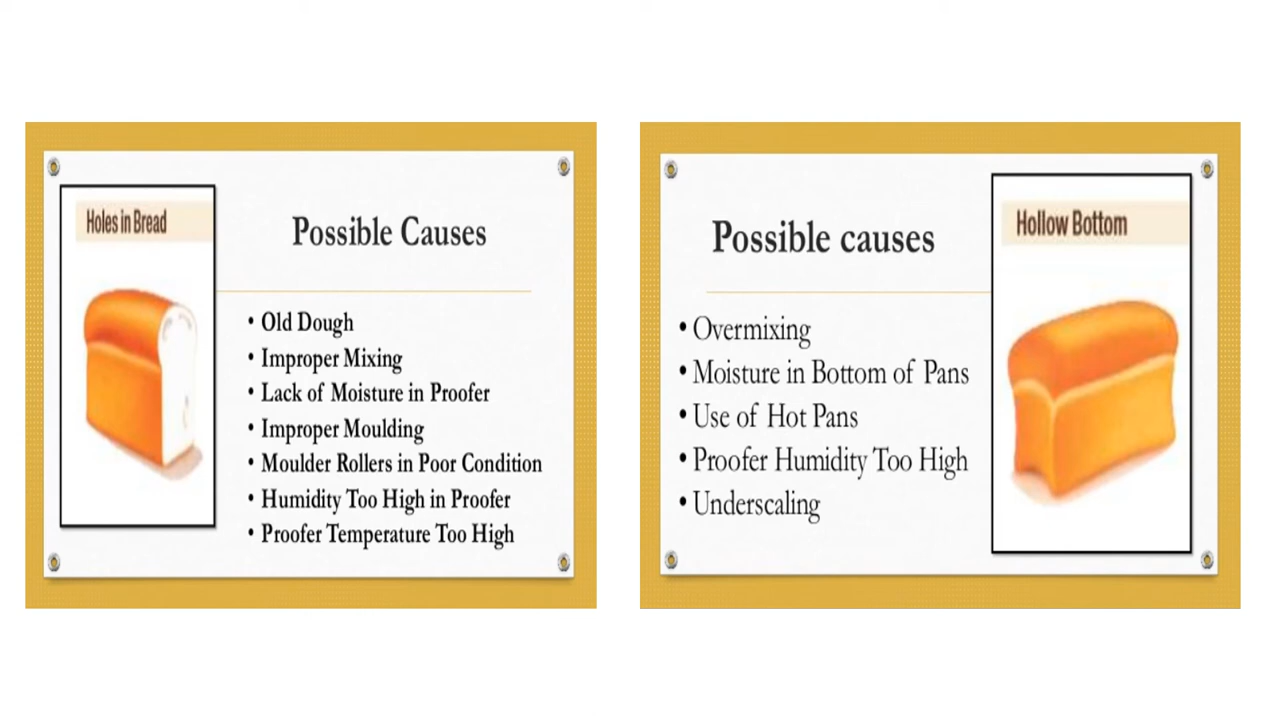 Holes in Bread
Possible Causes
• Old Dough
• Improper Mixing
• Lack of Moisture in Proofer
• Improper Moulding
• Moulder Rollers in Poor Condition
• Humidity Too High in Proofer
• Proofer Temperature Too High
Hollow Bottom
Possible causes
• Overmixing
• Moisture in Bottom of Pans
• Use of Hot Pans
• Proofer Humidity Too High
• Underscaling